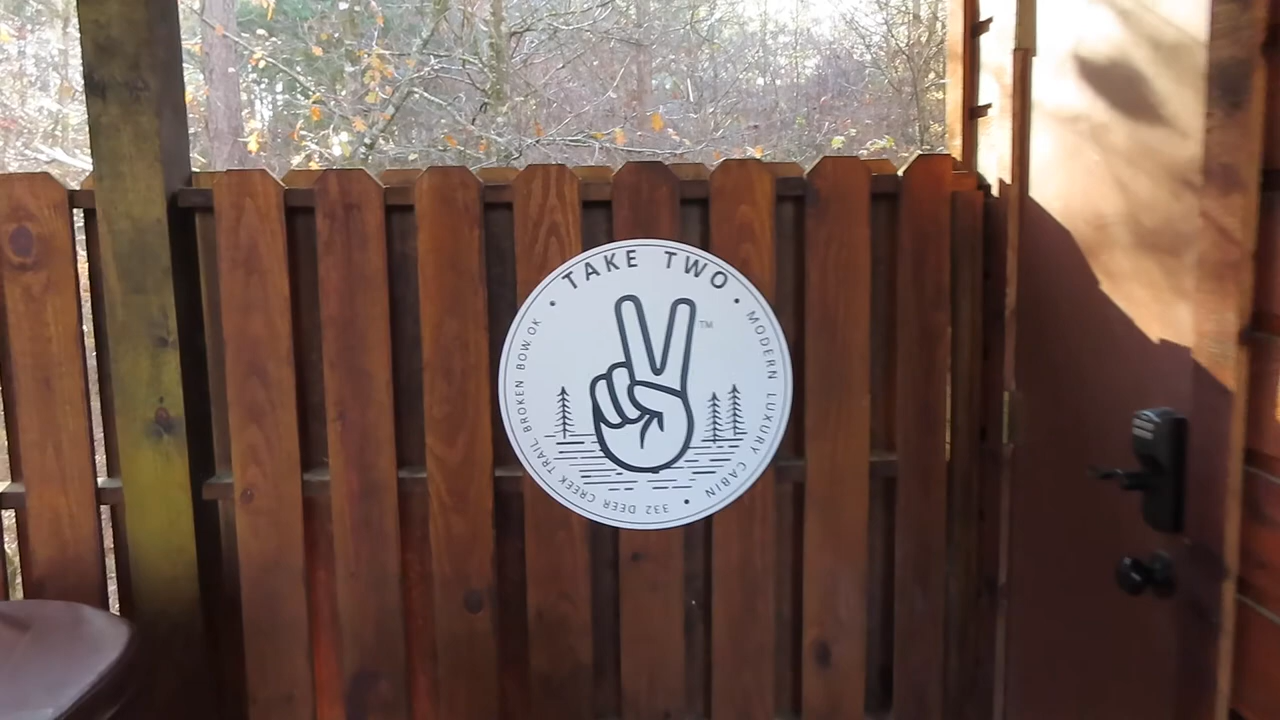 • TAKE TWO •
TM
MODERN LUXURY CABIN •
332 DEER CREEK TRAIL BROKEN BOW.OK